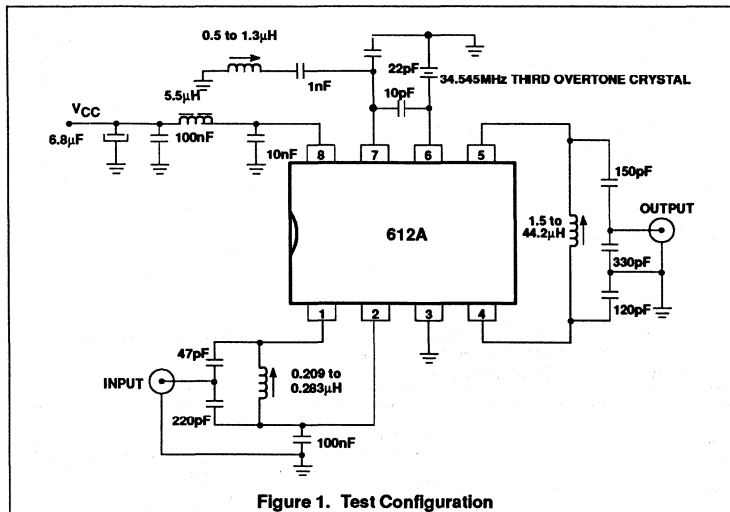 0.5 to 1.3µH
22pF
34.545MHz THIRD OVERTONE CRYSTAL
1nF
5.5µH
10pF
VCC
6.8µF
100nF
10nF
8
7
6
5
150pF
OUTPUT
612A
1.5 to
44.2µH
330pF
120pF
1
2
3
4
47pF
INPUT
0.209 to
0.283µH
220pF
100nF
Figure 1. Test Configuration